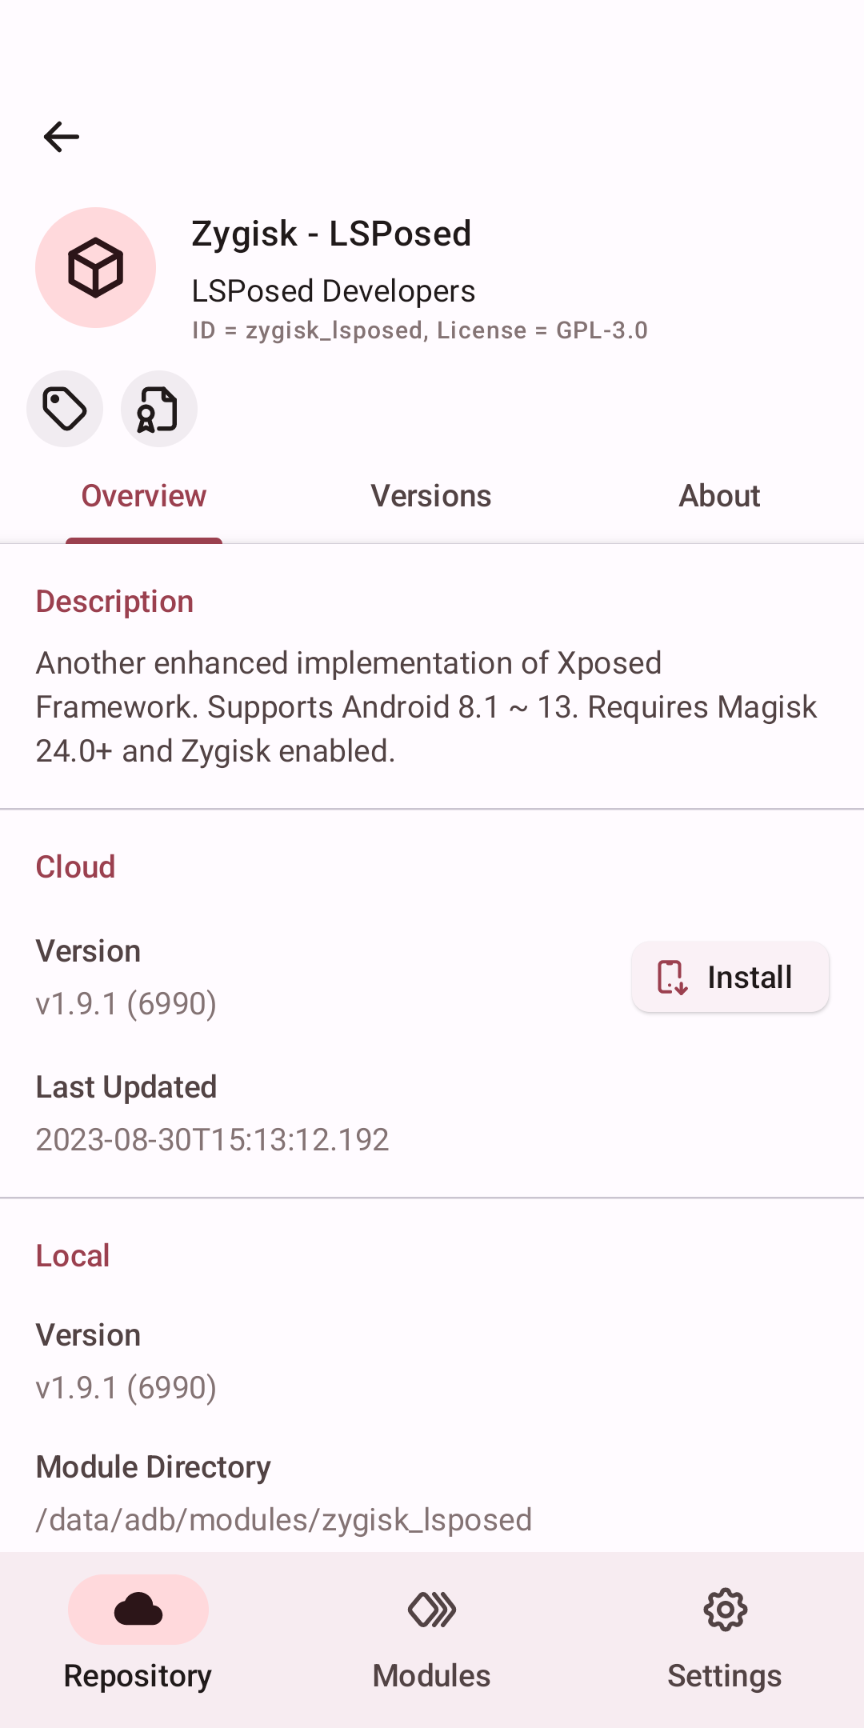 Zygisk - LSPosed
LSPosed Developers
ID = zygisk_lsposed, License = GPL-3.0
Overview
Versions
About
Description
Another enhanced implementation of Xposed
Framework. Supports Android 8.1 ~ 13. Requires Magisk
24.0+ and Zygisk enabled.
Cloud
Version
v1.9.1 (6990)
Install
Last Updated
2023-08-30T15:13:12.192
Local
Version
v1.9.1 (6990)
Module Directory
/data/adb/modules/zygisk_lsposed
Repository
Modules
Settings